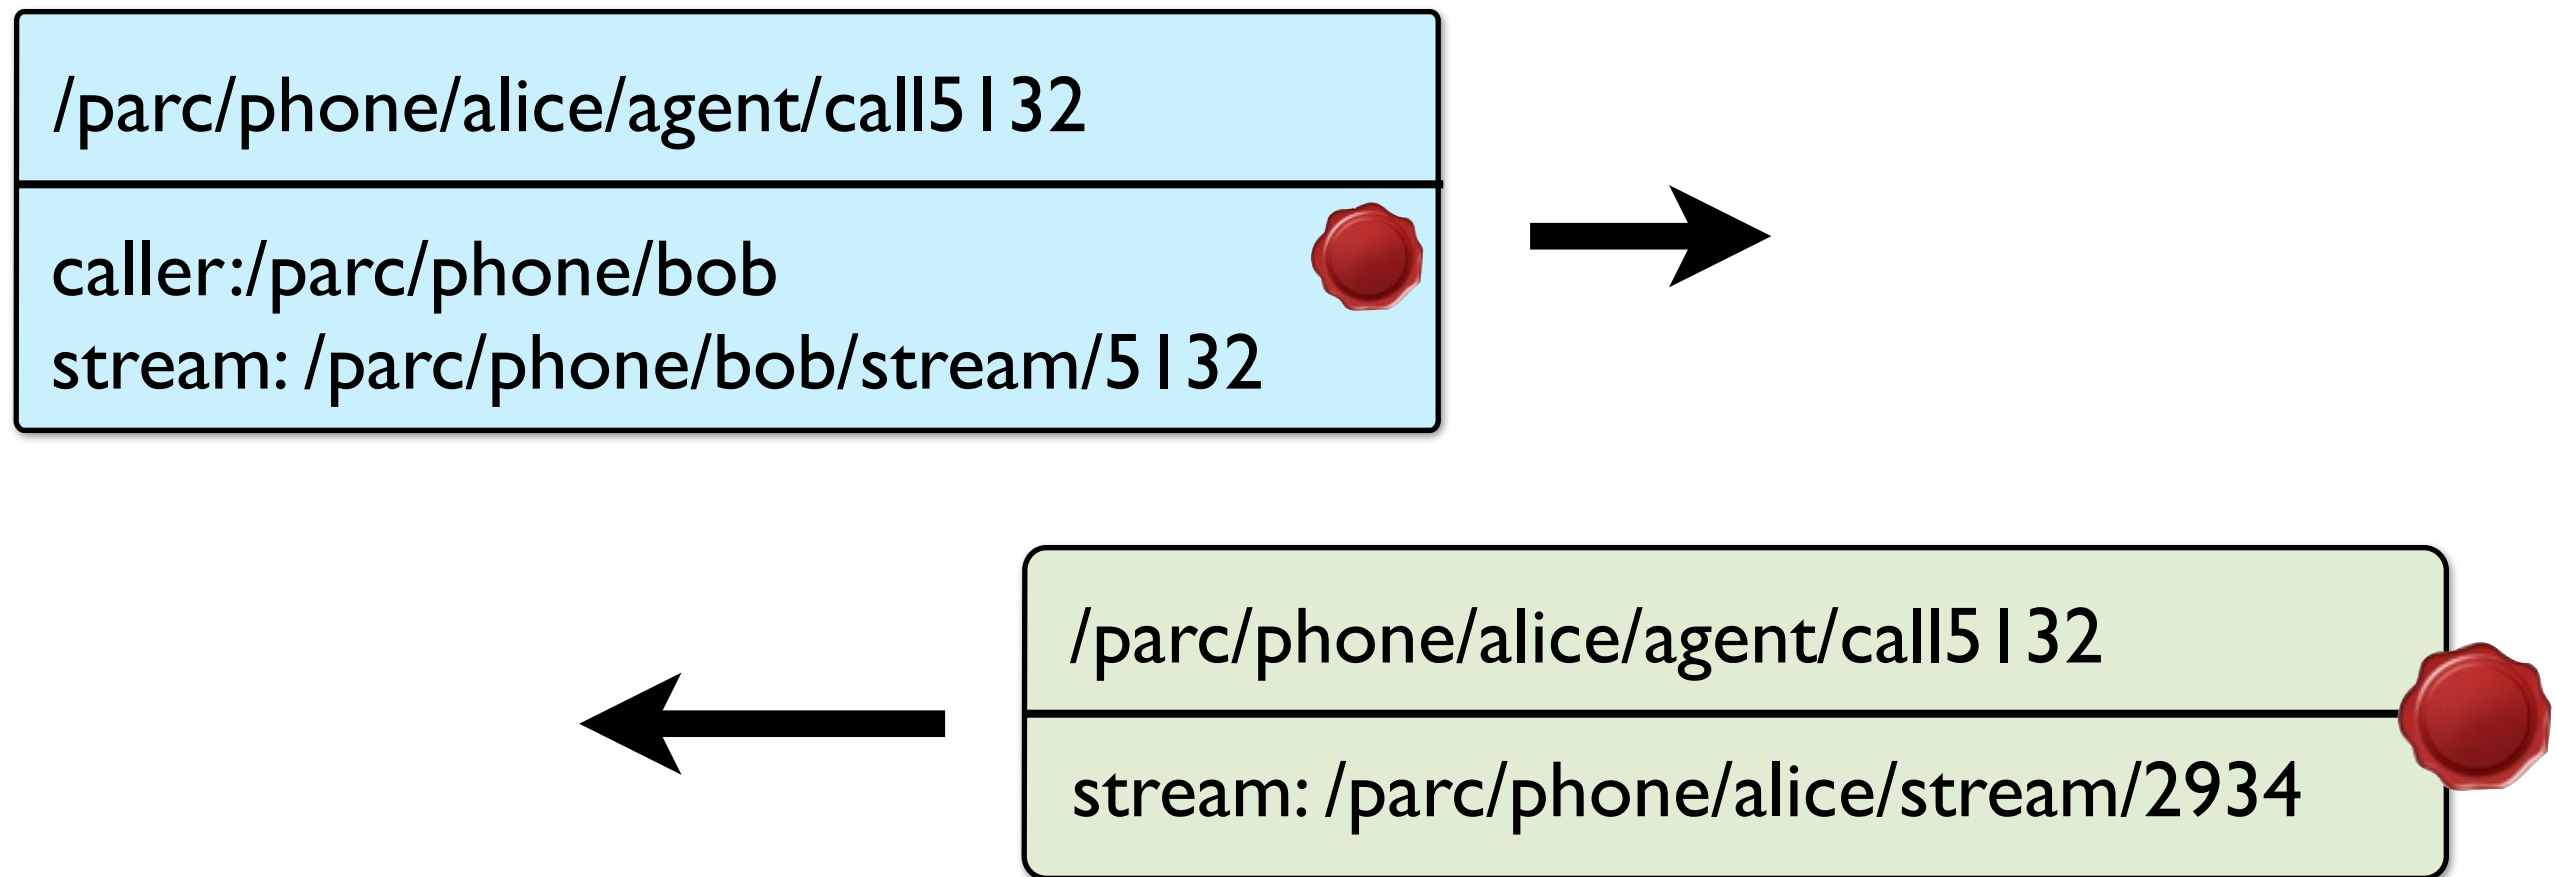 /parc/phone/alice/agent/call5132
caller:/parc/phone/bob
stream: /parc/phone/bob/stream/5132
/parc/phone/alice/agent/call5132
stream: /parc/phone/alice/stream/2934